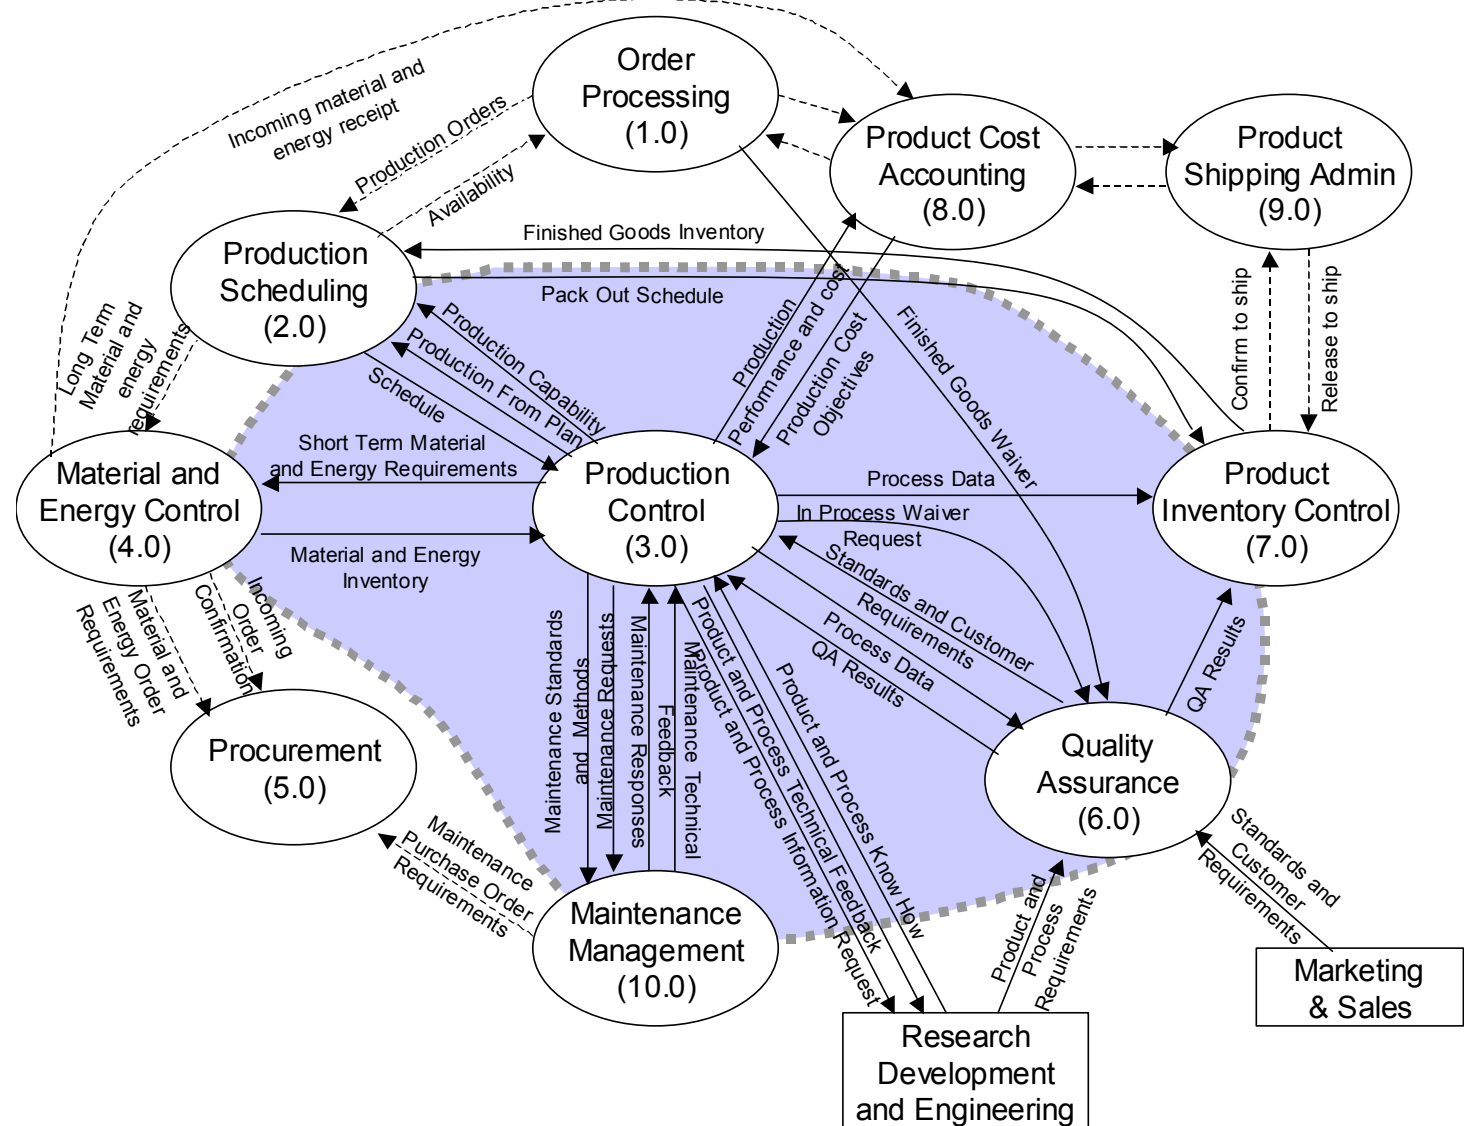 Order
Processing
(1.0)
Incoming material and
energy receipt
Production Orders
Availability
Product Cost
Accounting
(8.0)
Product
Shipping Admin
(9.0)
Production
Scheduling
(2.0)
Finished Goods Inventory
Pack Out Schedule
Long Term
Material and
energy
requirements
Production Capability
Production From Plan
Schedule
Production
Performance and cost
Production Cost
Objectives
Finished Goods Waiver
Confirm to ship
Release to ship
Material and
Energy Control
(4.0)
Short Term Material
and Energy Requirements
Material and Energy
Inventory
Production
Control
(3.0)
Process Data
In Process Waiver
Request
Product
Inventory Control
(7.0)
Standards and Customer
Requirements
Process Data
QA Results
QA Results
Incoming
Order
Confirmation
Material and
Energy Order
Requirements
Procurement
(5.0)
Maintenance Standards
and Methods
Maintenance Requests
Maintenance Responses
Feedback
Maintenance Technical
Product and Process Technical Feedback
Product and Process Information Request
Product and Process Know How
Quality
Assurance
(6.0)
Maintenance
Purchase Order
Requirements
Maintenance
Management
(10.0)
Product and
Process
Requirements
Standards and
Customer
Requirements
Marketing
& Sales
Research
Development
and Engineering